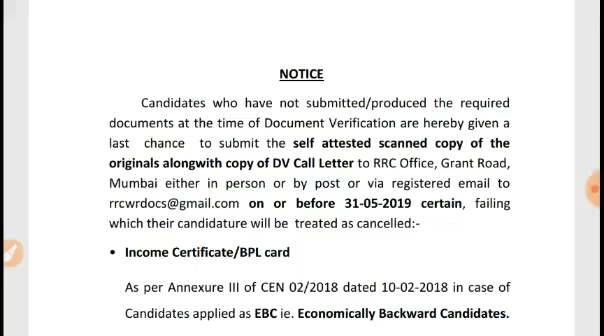 NOTICE
Candidates who have not submitted/produced the required
documents at the time of Document Verification are hereby given a
last chance to submit the self attested scanned copy of the
originals alongwith copy of DV Call Letter to RRC Office, Grant Road,
Mumbai either in person or by post or via registered email to
rrcwrdocs@gmail.com on or before 31-05-2019 certain, failing
which their candidature will be treated as cancelled:-
• Income Certificate/BPL card
As per Annexure III of CEN 02/2018 dated 10-02-2018 in case of
Candidates applied as EBC ie. Economically Backward Candidates.